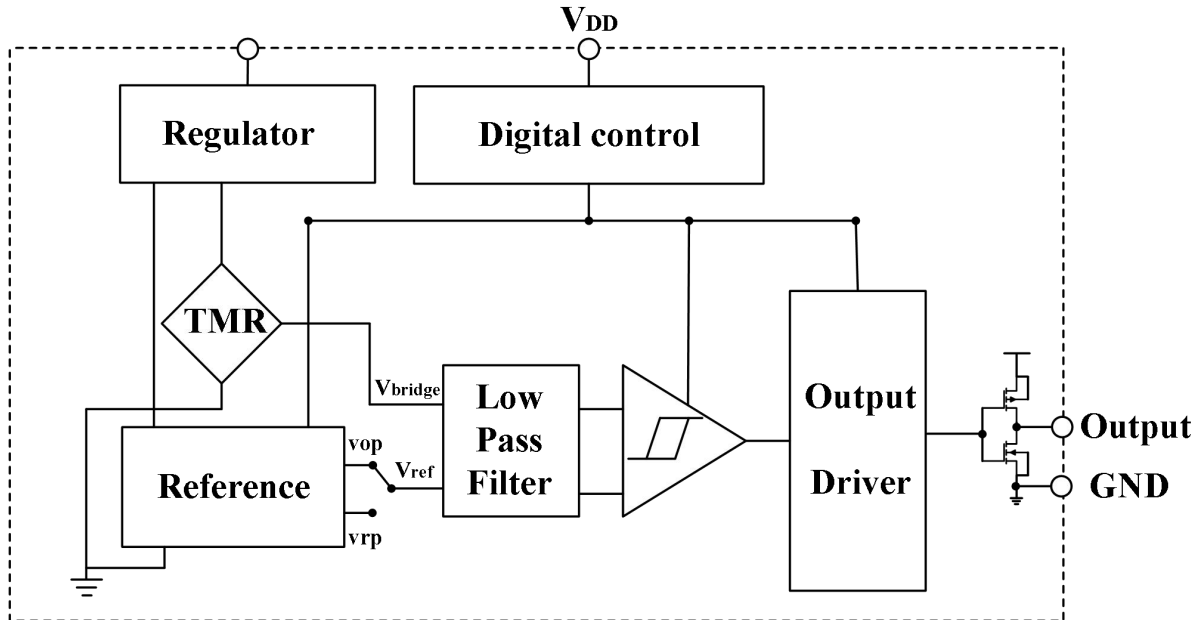 VDD
Regulator
Digital control
TMR
Vbridge
Low
Pass
Filter
vop
Vref
Reference
vrp
Output
Driver
Output
GND